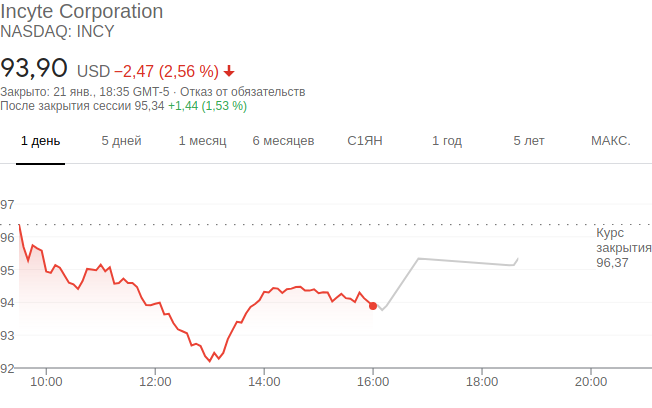 Incyte Corporation
NASDAQ: INCY
93,90 USD −2,47 (2,56 %)
Закрыто: 21 янв., 18:35 GMT-5 · Отказ от обязательств
После закрытия сессии 95,34 +1,44 (1,53 %)
1 день 5 дней 1 месяц 6 месяцев С1ЯН 1 год 5 лет МАКС.
97
96
95
94
93
92
Курс
закрытия
96,37
10:00 12:00 14:00 16:00 18:00 20:00